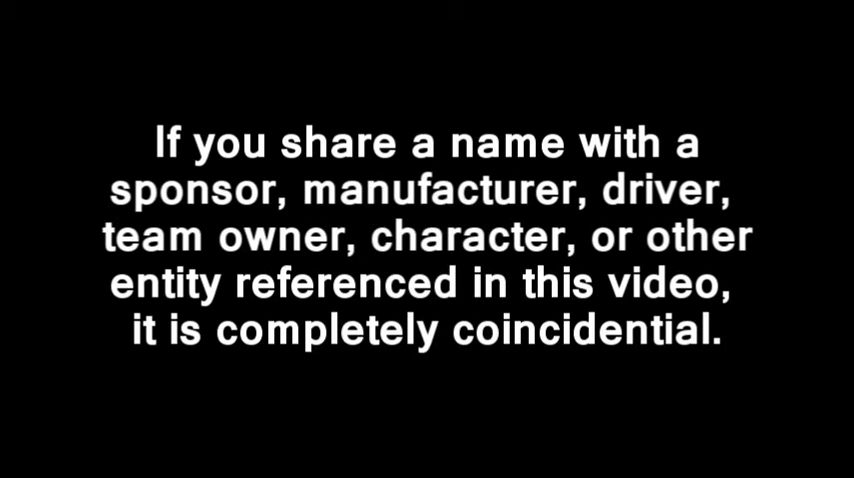 If you share a name with a
sponsor, manufacturer, driver,
team owner, character, or other
entity referenced in this video,
it is completely coincidential.